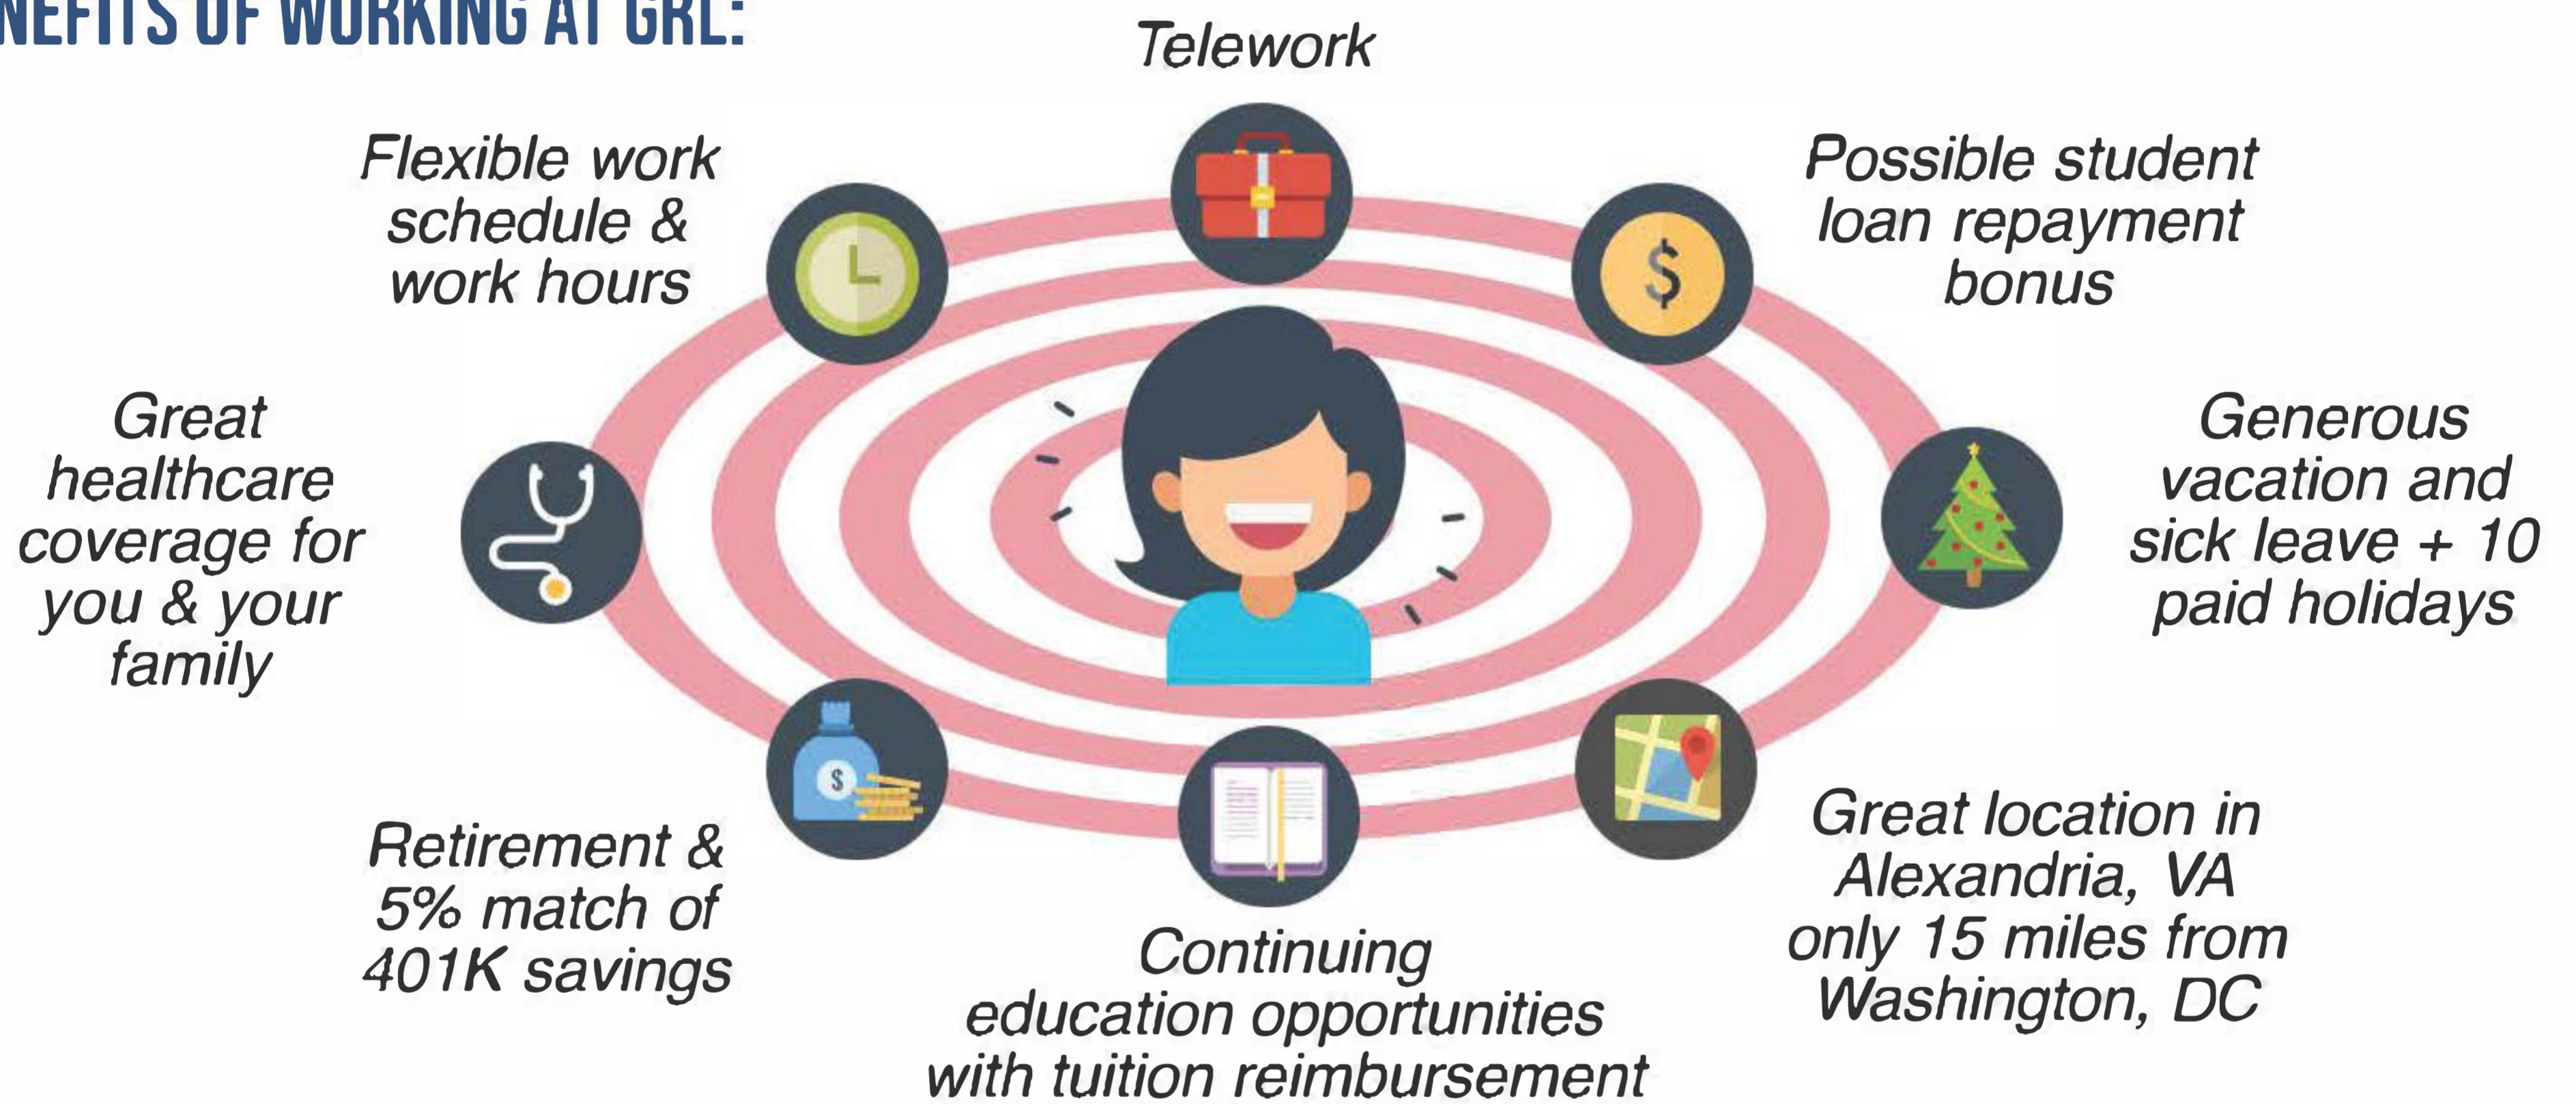 NEFITS OF WORKING AT GRL:
Telework
Flexible work
schedule &
work hours
Possible student
loan repayment
bonus
Great
healthcare
coverage for
you & your
family
Generous
vacation and
sick leave + 10
paid holidays
Retirement &
5% match of
401K savings
Continuing
education opportunities
with tuition reimbursement
Great location in
Alexandria, VA
only 15 miles from
Washington, DC
$
$